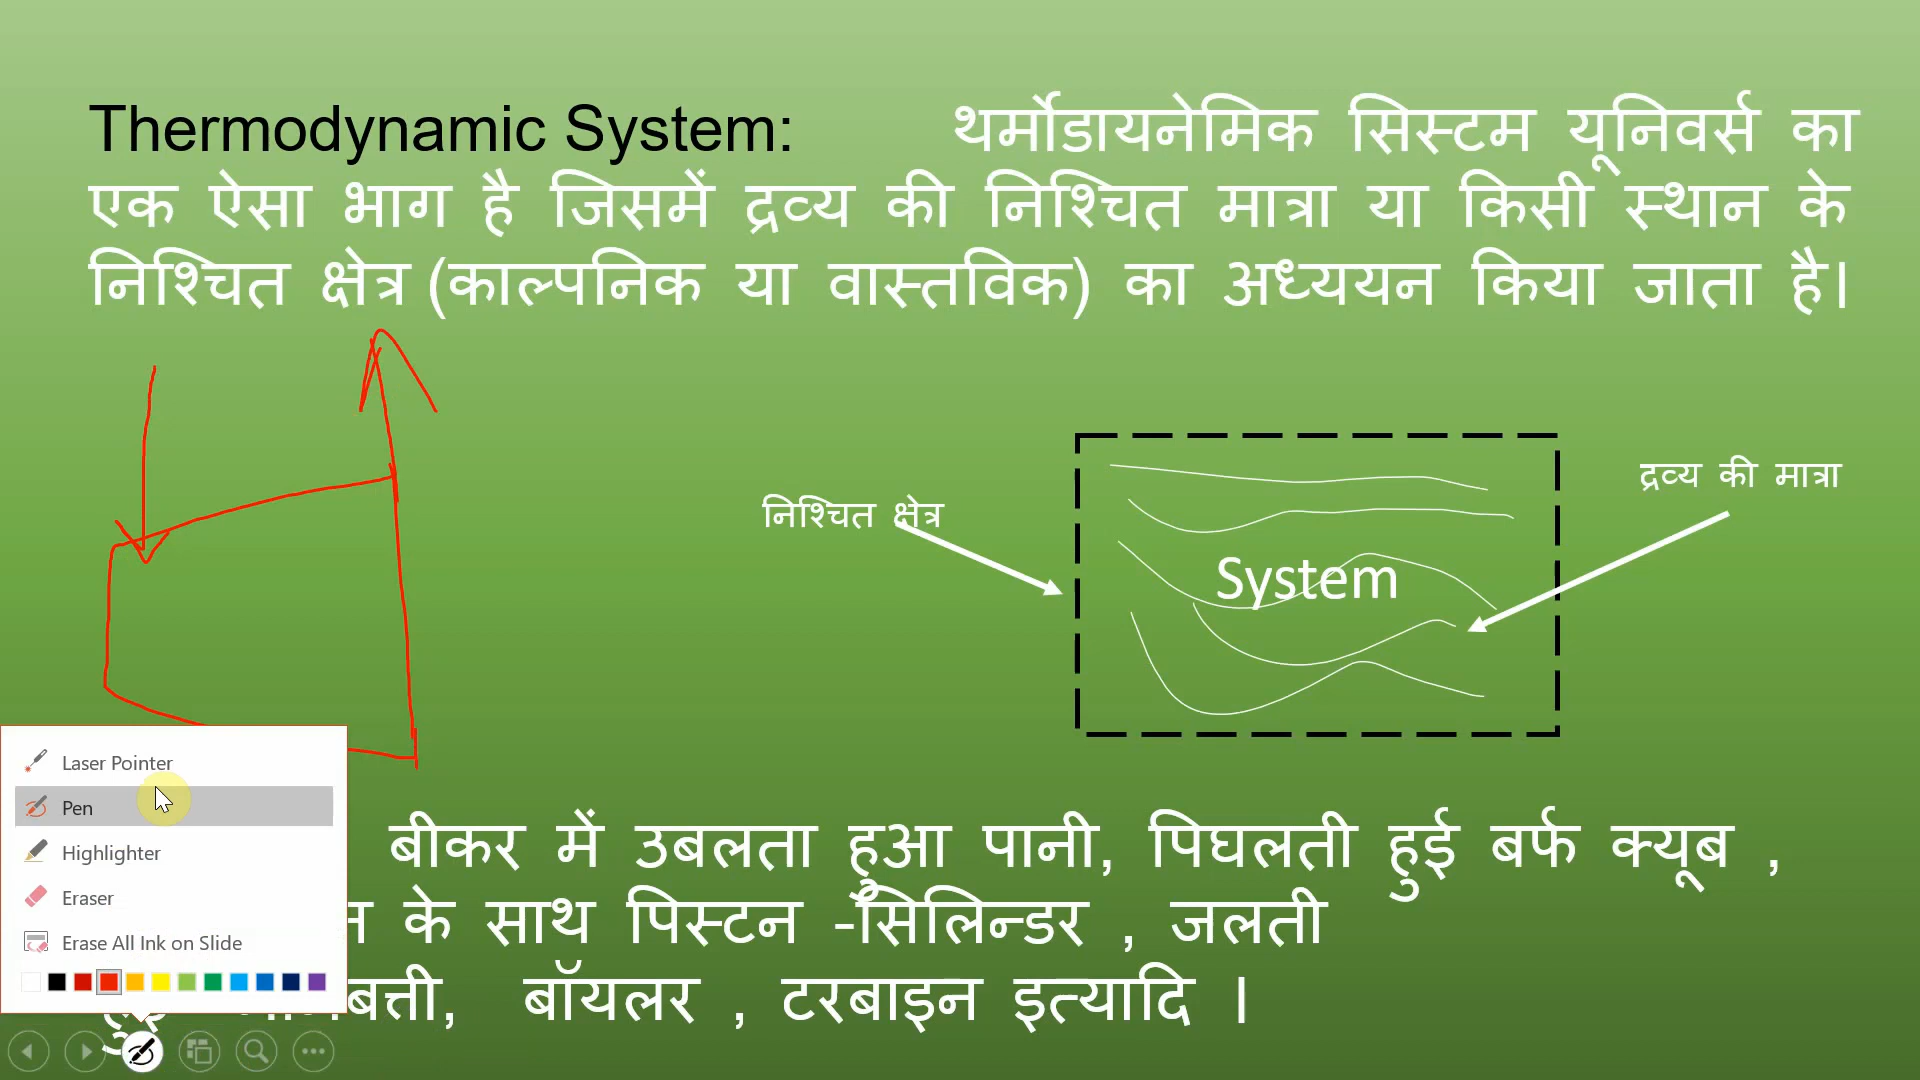 Thermodynamic System: थर्मोडायनेमिक सिस्टम यूनिवर्स का
एक ऐसा भाग है जिसमें द्रव्य की निश्चित मात्रा या किसी स्थान के
निश्चित क्षेत्र (काल्पनिक या वास्तविक) का अध्ययन किया जाता है।
द्रव्य की मात्रा
निश्चित क्षेत्र
System
Laser Pointer
Pen
Highlighter
Eraser
Erase All Ink on Slide
बीकर में उबलता हुआ पानी, पिघलती हुई बर्फ क्यूब ,
के साथ पिस्टन -सिलिन्डर , जलती
बॉयलर , टरबाइन इत्यादि ।